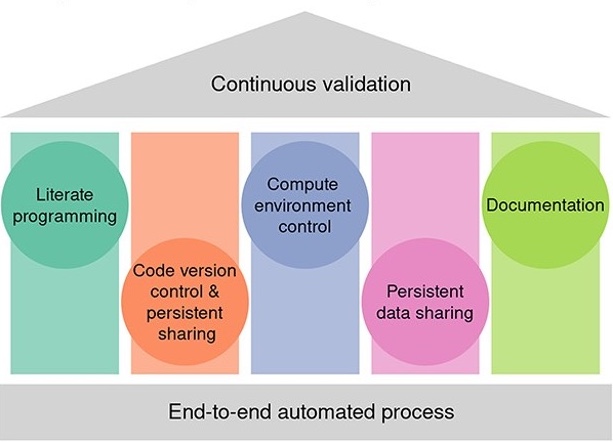 Continuous validation
Literate
programming
Code version
control &
persistent
sharing
Compute
environment
control
Persistent
data sharing
Documentation
End-to-end automated process